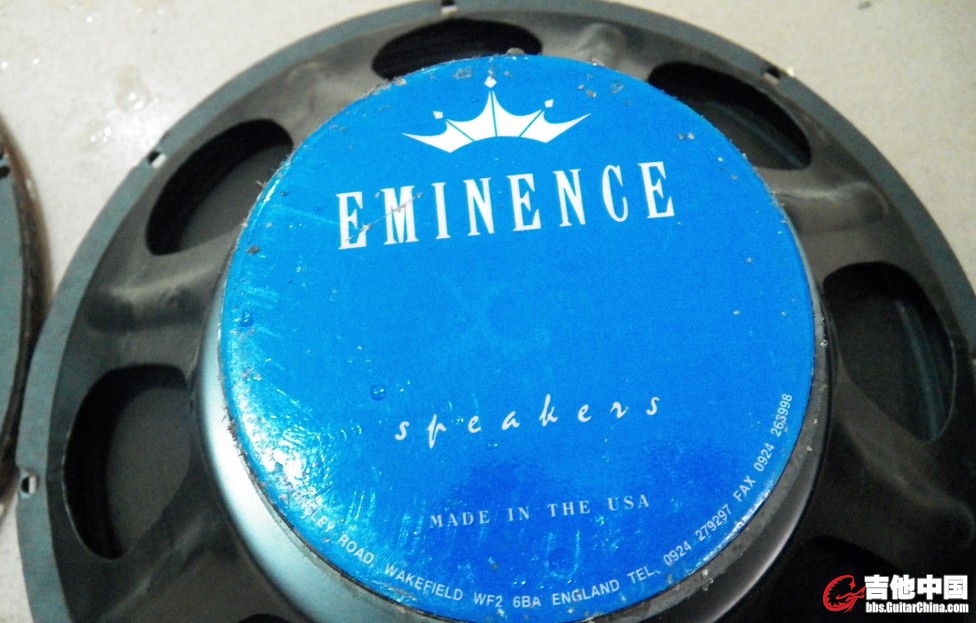 EMINENCE
speakers
MADE IN THE USA
ROAD, WAKEFIELD WF2 6BA ENGLAND TEL. 0924 279297 FAX 0924 265998
吉他中国
bbs.GuitarChina.com